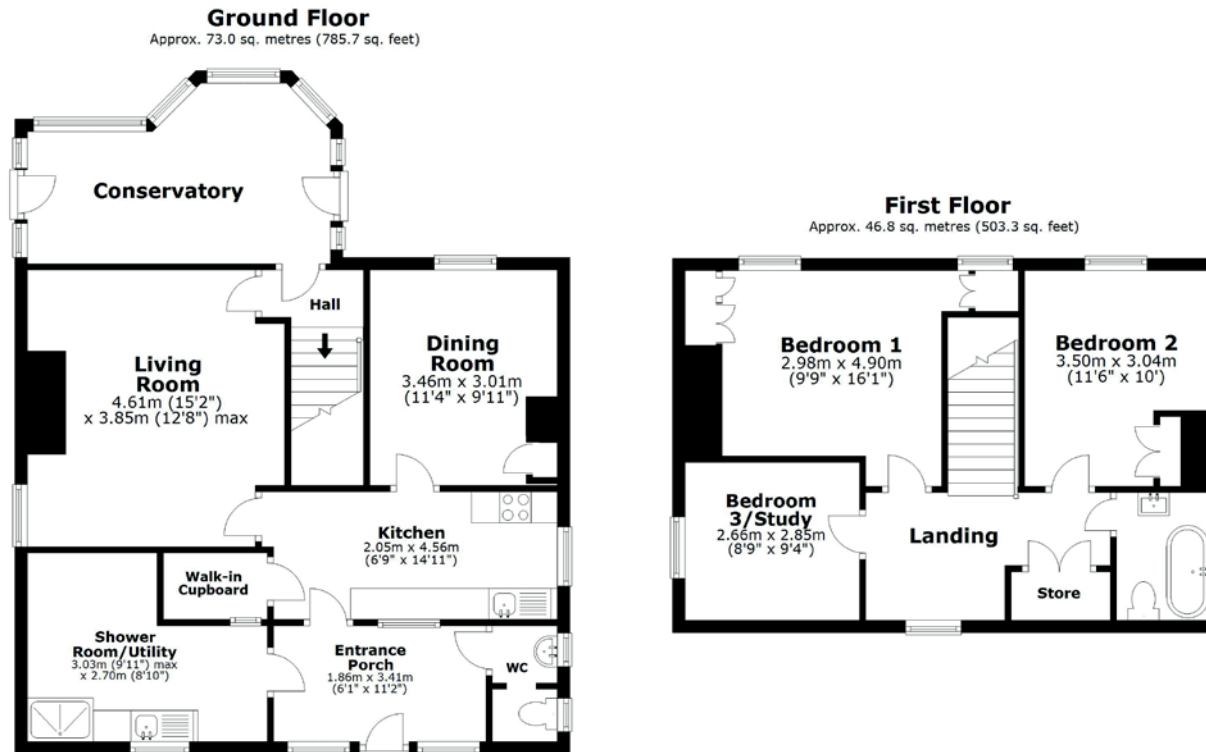 Ground Floor
Approx. 73.0 sq. metres (785.7 sq. feet)
Conservatory
Hall
Living
Room
4.61m (15'2")
x 3.85m (12'8") max
Dining
Room
3.46m x 3.01m
(11'4" x 9'11")
Kitchen
2.05m x 4.56m
(6'9" x 14'11")
Walk-in
Cupboard
Shower
Room/Utility
3.03m (9'11") max
x 2.70m (8'10")
Entrance
Porch
1.86m x 3.41m
(6'1" x 11'2")
WC
First Floor
Approx. 46.8 sq. metres (503.3 sq. feet)
Bedroom 1
2.98m x 4.90m
(9'9" x 16'1")
Bedroom 2
3.50m x 3.04m
(11'6" x 10')
Bedroom
3/Study
2.66m x 2.85m
(8'9" x 9'4")
Landing
Store